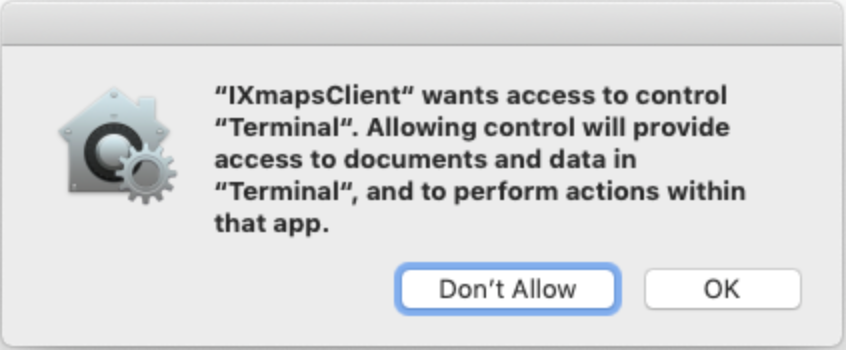 “IXmapsClient“ wants access to control
“Terminal“. Allowing control will provide
access to documents and data in
“Terminal“, and to perform actions within
that app.
Don’t Allow
OK